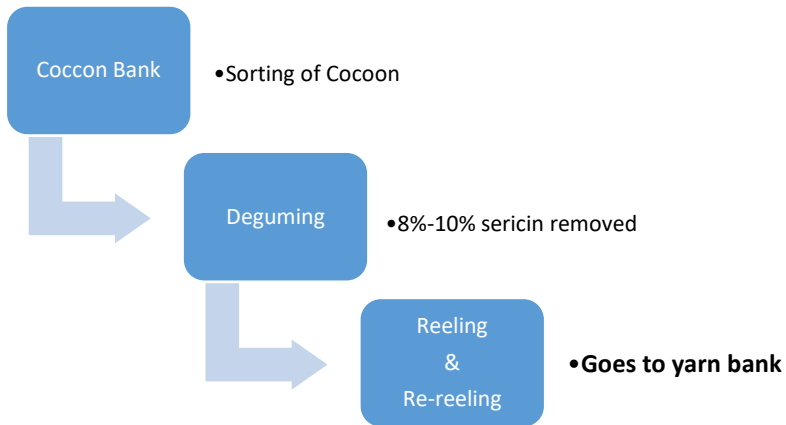 Coccon Bank
•Sorting of Cocoon
Deguming
•8%-10% sericin removed
Reeling
&
Re-reeling
•Goes to yarn bank